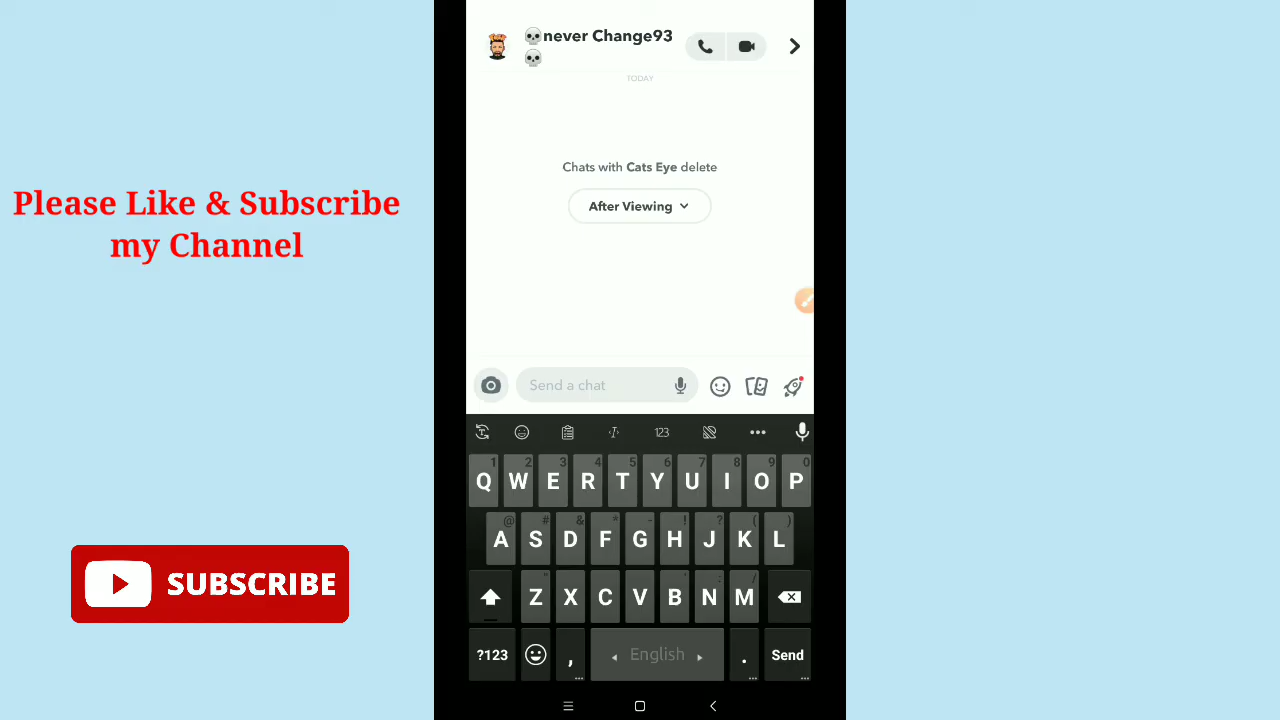 💀never Change93
💀
TODAY
Chats with Cats Eye delete
After Viewing
Send a chat
Please Like & Subscribe
my Channel
SUBSCRIBE
123
1 2 3 4 5 6 7 8 9 0
Q W E R T Y U I O P
@ # & * - ! ? ( )
A S D F G H J K L
" ' : /
Z X C V B N M
?123 , English . Send